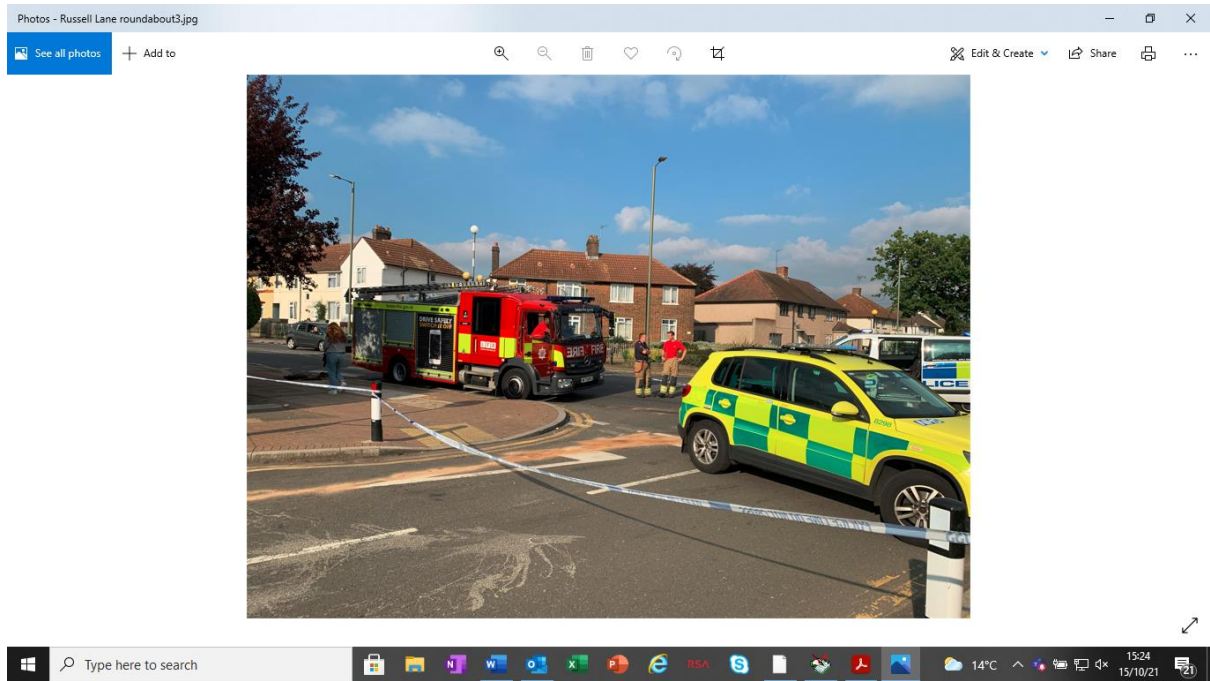 Photos - Russell Lane roundabout3.jpg
See all photos
Add to
Edit & Create
Share
DRIVE SAFELY
FIRE
Type here to search
N
W
X
P
RSA
S
14°C
15:24
15/10/21
21